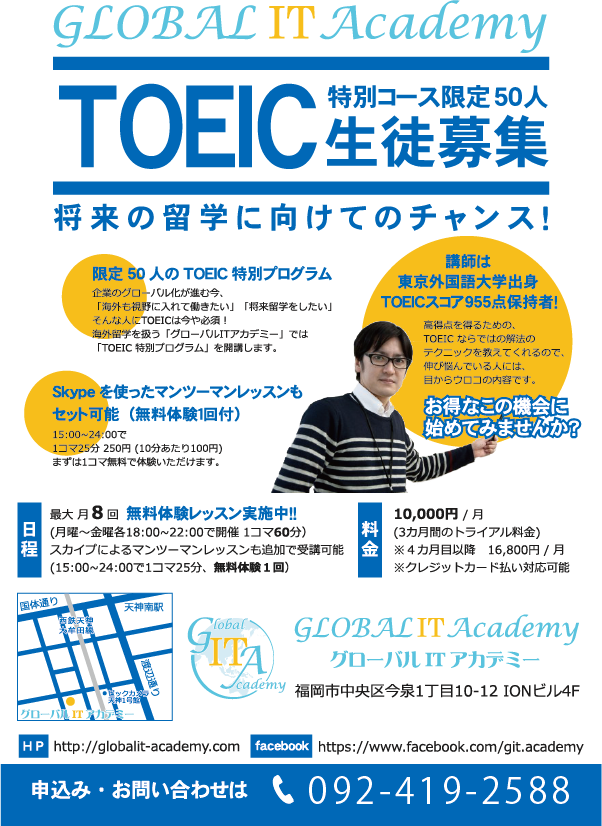 GLOBAL IT Academy
TOEIC 特別コース限定50人
生徒募集
将来の留学に向けてのチャンス!
限定 50 人の TOEIC 特別プログラム
企業のグローバル化が進む今、
「海外も視野に入れて働きたい」「将来留学をしたい」
そんな人にTOEICは今や必須！
海外留学を扱う「グローバルITアカデミー」では
「TOEIC 特別プログラム」を開講します。
講師は
東京外国語大学出身
TOEICスコア955点保持者!
高得点を得るための、
TOEIC ならではの解法の
テクニックを教えてくれるので、
伸び悩んでいる人には、
目からウロコの内容です。
お得なこの機会に
始めてみませんか?
Skype を使ったマンツーマンレッスンも
セット可能（無料体験1回付）
15:00~24:00で
1コマ25分 250円 (10分あたり100円)
まずは1コマ無料で体験いただけます。
日程
最大 月 8 回 無料体験レッスン実施中!!
(月曜〜金曜各18:00~22:00で開催 1コマ60分)
スカイプによるマンツーマンレッスンも追加で受講可能
(15:00~24:00で1コマ25分、無料体験１回)
料金
10,000円 / 月
(3カ月間のトライアル料金)
※４カ月目以降 16,800円 / 月
※クレジットカード払い対応可能
国体通り
天神南駅
西鉄天神
大牟田線
渡辺通り
ビックカメラ
天神1号館
グローバル IT アカデミー
Global
GITA
Academy
GLOBAL IT Academy
グローバル IT アカデミー
福岡市中央区今泉1丁目10-12 IONビル4F
HP http://globalit-academy.com facebook https://www.facebook.com/git.academy
申込み・お問い合わせは 092-419-2588